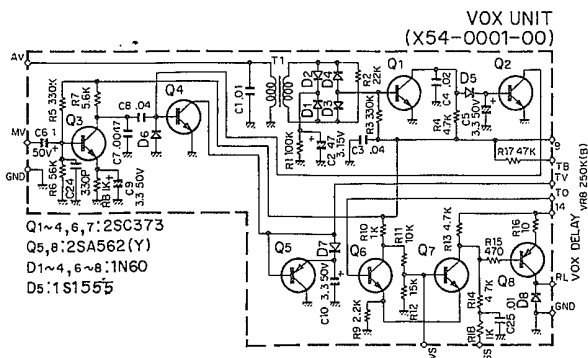 VOX UNIT
(X54-0001-00)
AV
T1
D2
D4
R2
22K
Q1
C4 .02
D5
Q2
R5 330K
R7
5.6K
C8 .04
Q4
C1 .01
D1
D3
R3 330K
R4
4.7K
C5
3.3 50V
MV
C6 1
50V
Q3
C7 .0047
D6
R1 100K
C2 47
3.15V
C3 .04
9
R17 47K
TB
R6 56K
C24
330P
R8 1K
C9
3.3 50V
GND
TV
TO
14
VOX DELAY VR8 250K(B)
Q1~4,6,7:2SC373
Q5,8:2SA562(Y)
D1~4,6~8:1N60
D5:1S1555
Q5
D7
C10 3.3 50V
Q6
R10
1K
R11
10K
R9 2.2K
R12
15K
Q7
R13 4.7K
R15
470
R16
10
R14
4.7K
R18
1K
C25 .01
Q8
D8
RL
GND
VS
SS